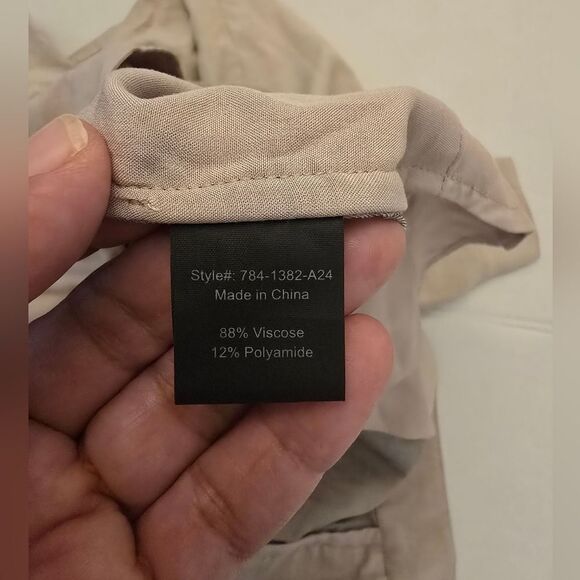 Style#: 784-1382-A24
Made in China
88% Viscose
12% Polyamide